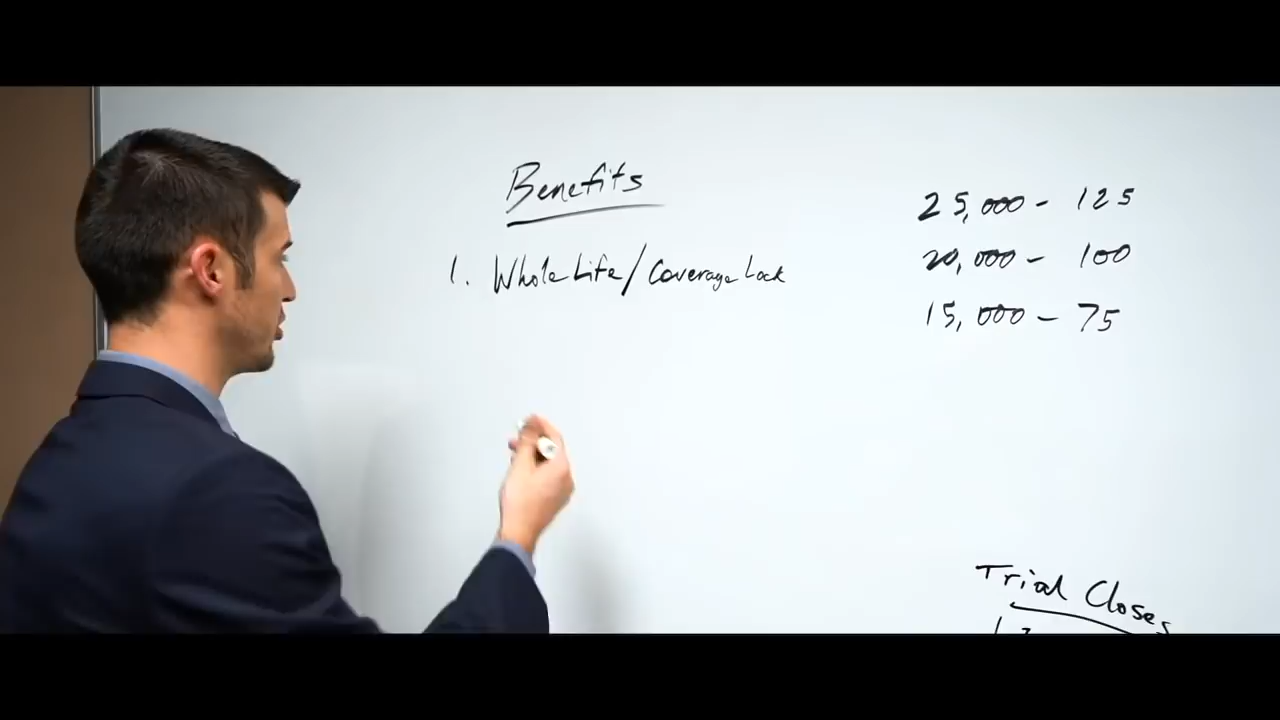 Benefits
1. Whole Life/Coverage Lock
25,000 - 125
20,000 - 100
15,000 - 75
Trial Closes